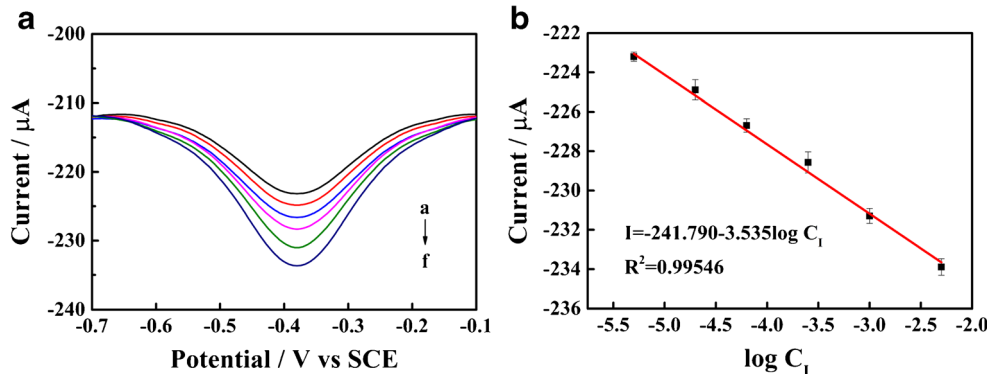 a
-200
-210
-220
-230
-240
Current / μA
-0.7 -0.6 -0.5 -0.4 -0.3 -0.2 -0.1
Potential / V vs SCE
a
f
b
-222
-224
-226
-228
-230
-232
-234
-236
Current / μA
I=-241.790-3.535log C_I
R²=0.99546
-5.5 -5.0 -4.5 -4.0 -3.5 -3.0 -2.5 -2.0
log C_I